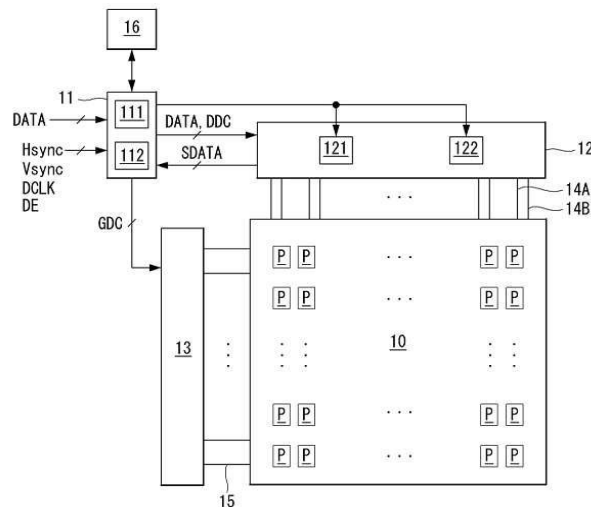 16
11
111
DATA
DATA, DDC
121
122
12
Hsync
112
SDATA
Vsync
DCLK
DE
14A
14B
GDC
P P ... P P
P P ... P P
13
10
P P ... P P
P P ... P P
15